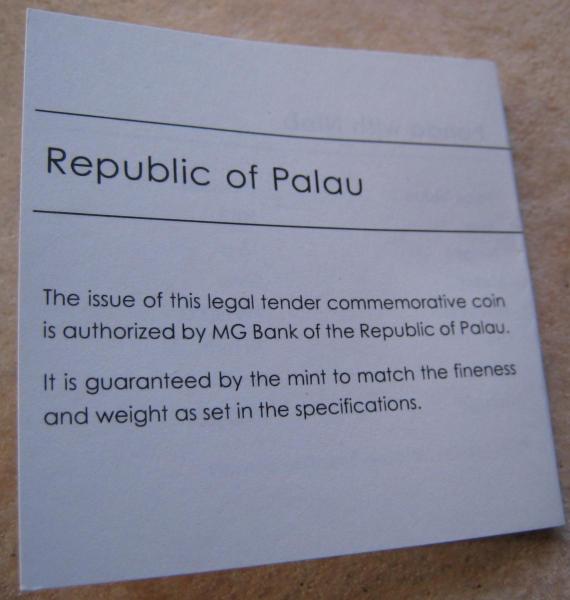 Republic of Palau
The issue of this legal tender commemorative coin
is authorized by MG Bank of the Republic of Palau.
It is guaranteed by the mint to match the fineness
and weight as set in the specifications.